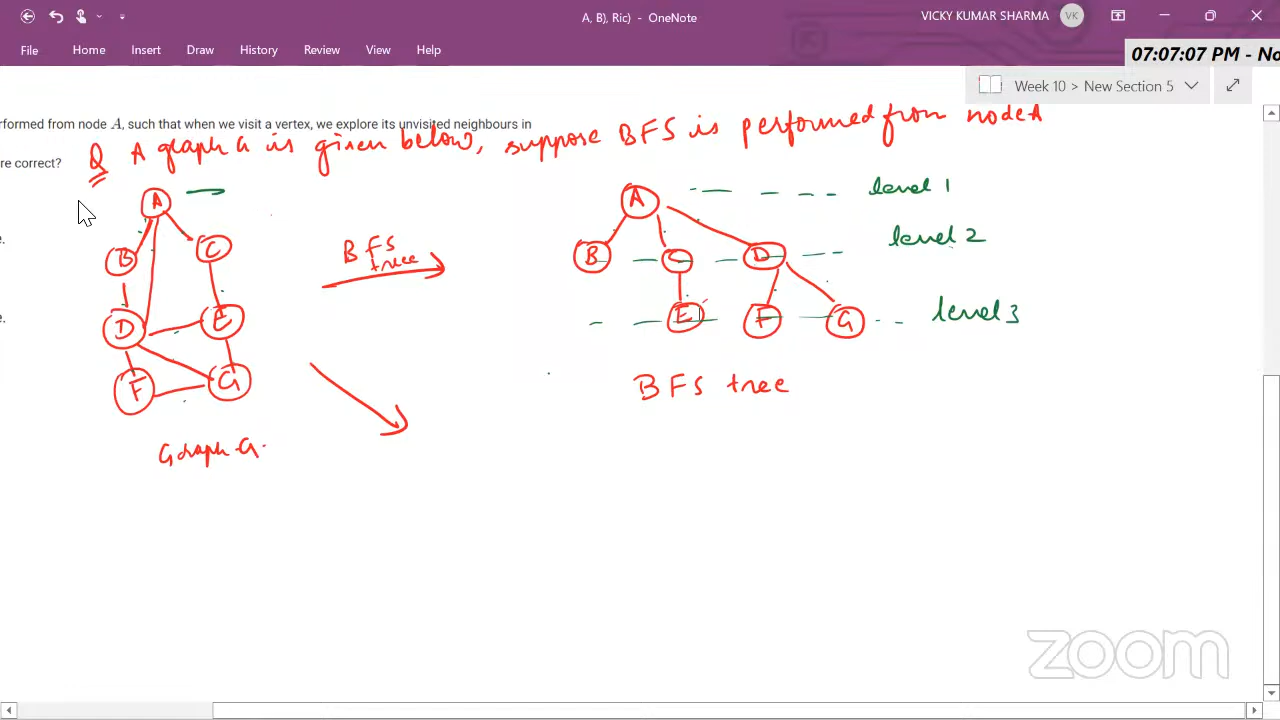 A, B), Ric) - OneNote
VICKY KUMAR SHARMA
VK
File Home Insert Draw History Review View Help
07:07:07 PM - No
Week 10 > New Section 5
rformed from node A, such that when we visit a vertex, we explore its unvisited neighbours in
re correct?
Q A graph G is given below, suppose BFS is performed from node A
A
B C
D E
F G
Graph G.
BFS
tree
A level 1
B C D level 2
E F G level 3
BFS tree
zoom